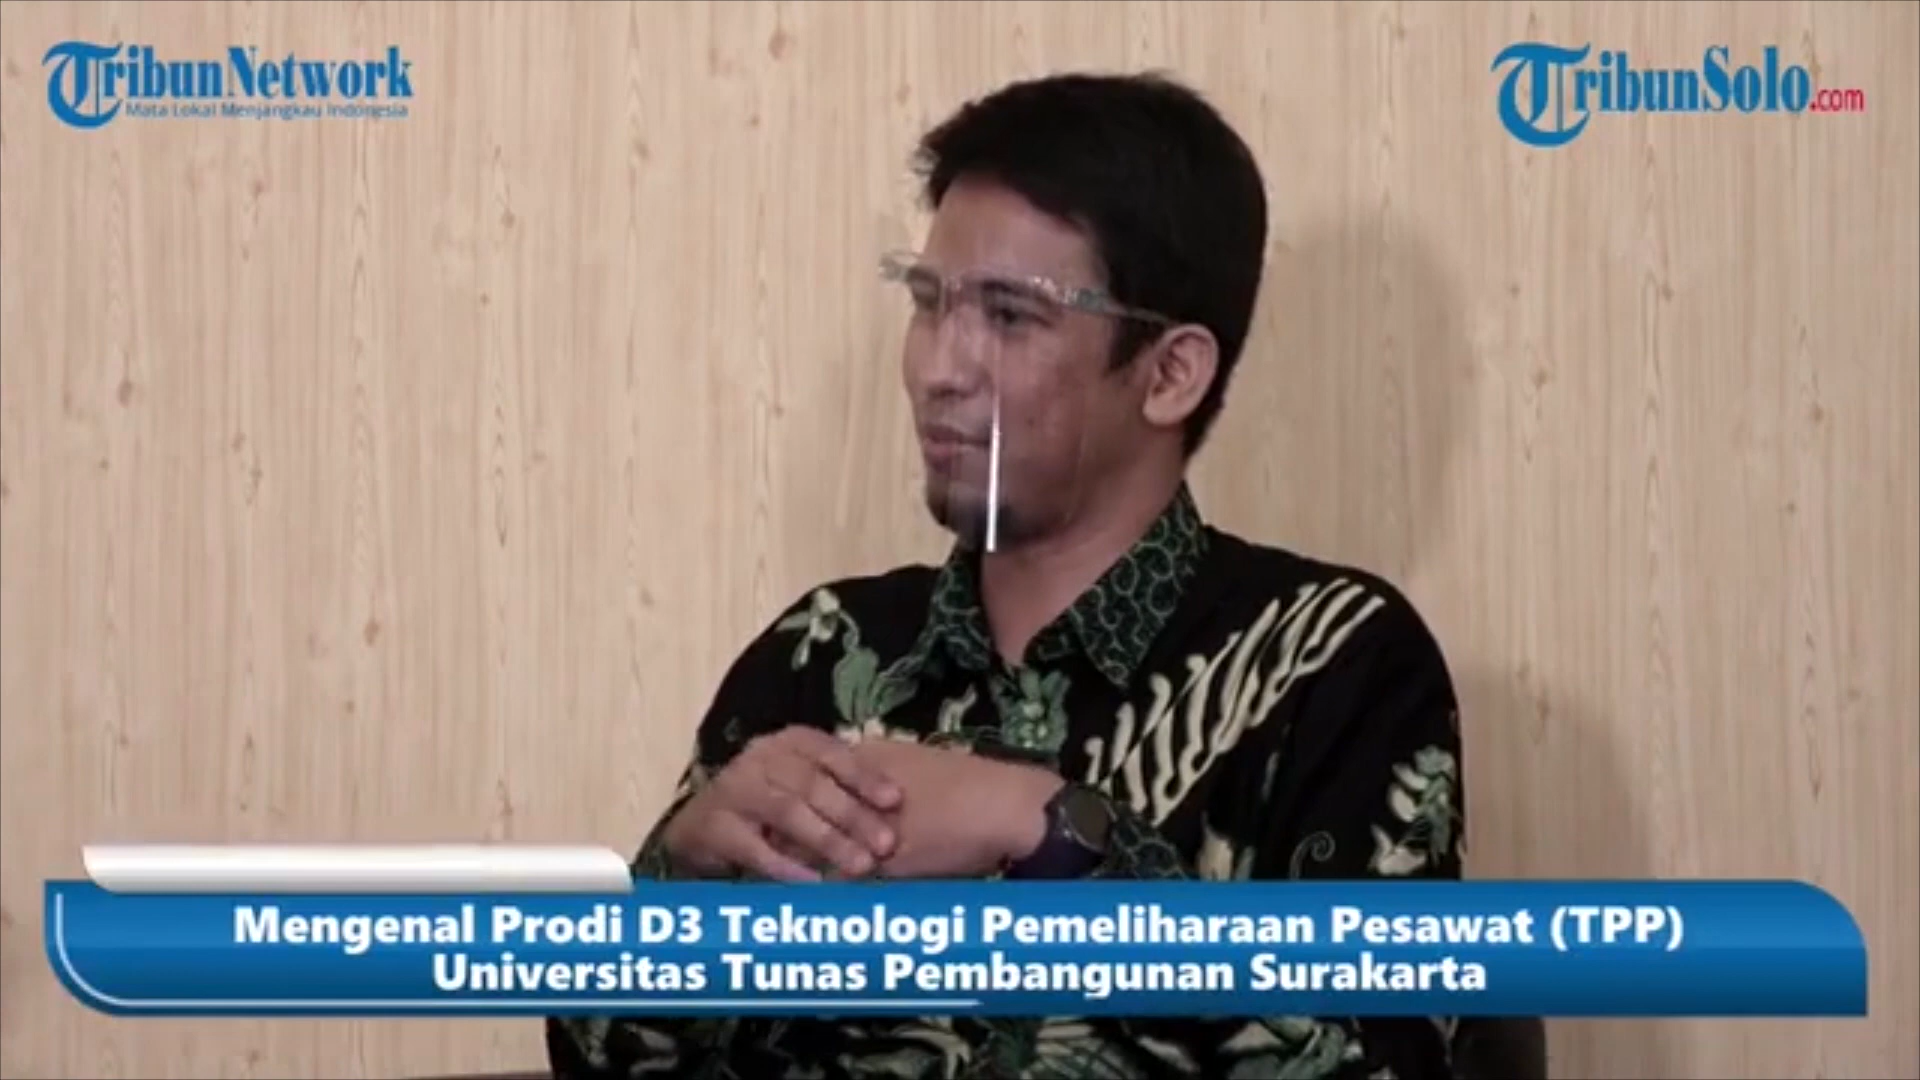 TribunNetwork
Mata Lokal Menjangkau Indonesia
TribunSolo.com
Mengenal Prodi D3 Teknologi Pemeliharaan Pesawat (TPP)
Universitas Tunas Pembangunan Surakarta